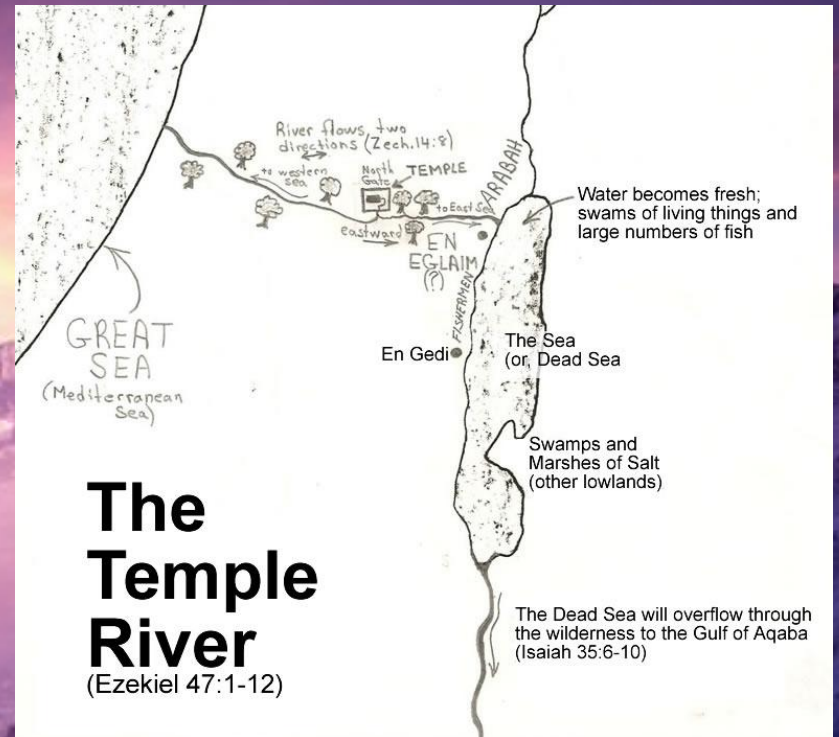 River flows, two
directions (Zech.14:8)
to western
sea
North
Gate
TEMPLE
to East Sea
ARABAH
eastward
EN
EGLAIM
(?)
FISHERMEN
Water becomes fresh;
swams of living things and
large numbers of fish
GREAT
SEA
(Mediterranean
Sea)
En Gedi
The Sea
(or, Dead Sea
Swamps and
Marshes of Salt
(other lowlands)
The
Temple
River
(Ezekiel 47:1-12)
The Dead Sea will overflow through
the wilderness to the Gulf of Aqaba
(Isaiah 35:6-10)